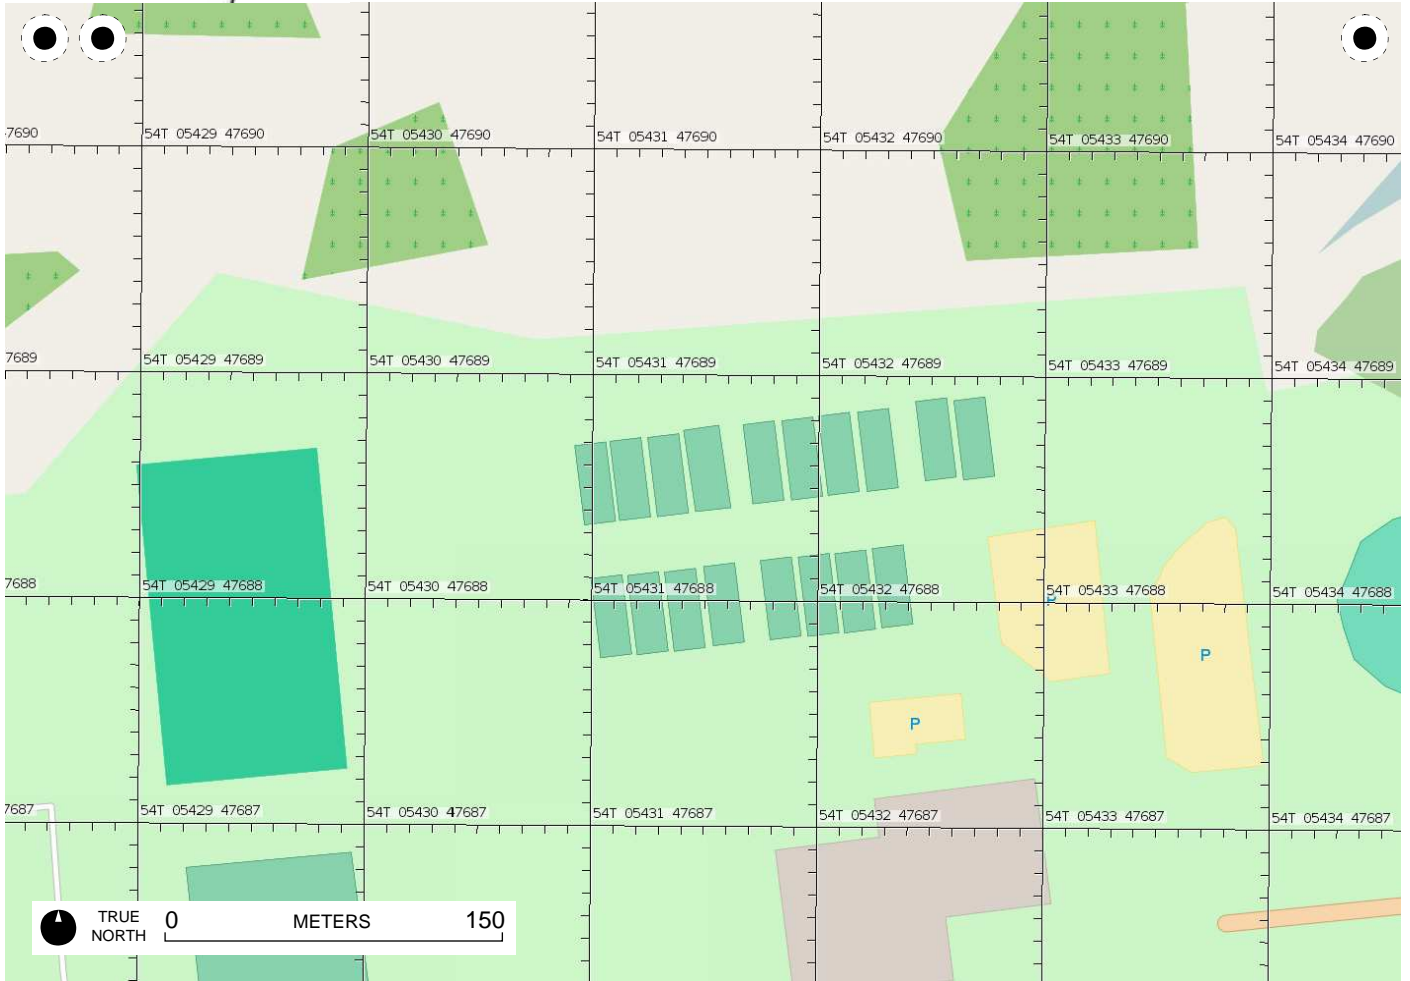 7690
54T 05429 47690
54T 05430 47690
54T 05431 47690
54T 05432 47690
54T 05433 47690
54T 05434 47690
7689
54T 05429 47689
54T 05430 47689
54T 05431 47689
54T 05432 47689
54T 05433 47689
54T 05434 47689
7688
54T 05429 47688
54T 05430 47688
54T 05431 47688
54T 05432 47688
P
54T 05433 47688
54T 05434 47688
P
P
7687
54T 05429 47687
54T 05430 47687
54T 05431 47687
54T 05432 47687
54T 05433 47687
54T 05434 47687
TRUE NORTH
0 METERS 150